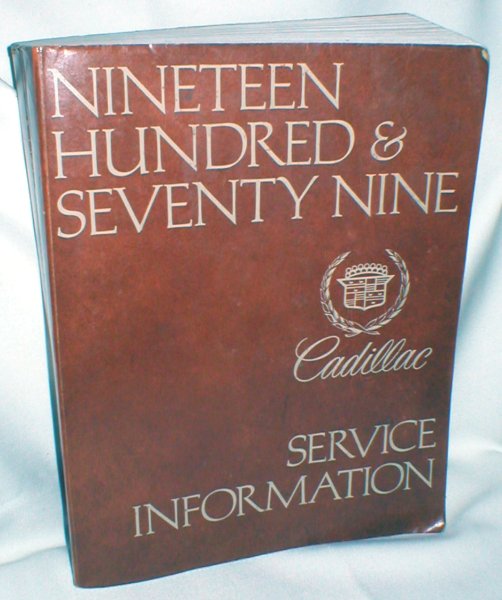 NINETEEN
HUNDRED &
SEVENTY NINE
Cadillac
SERVICE
INFORMATION